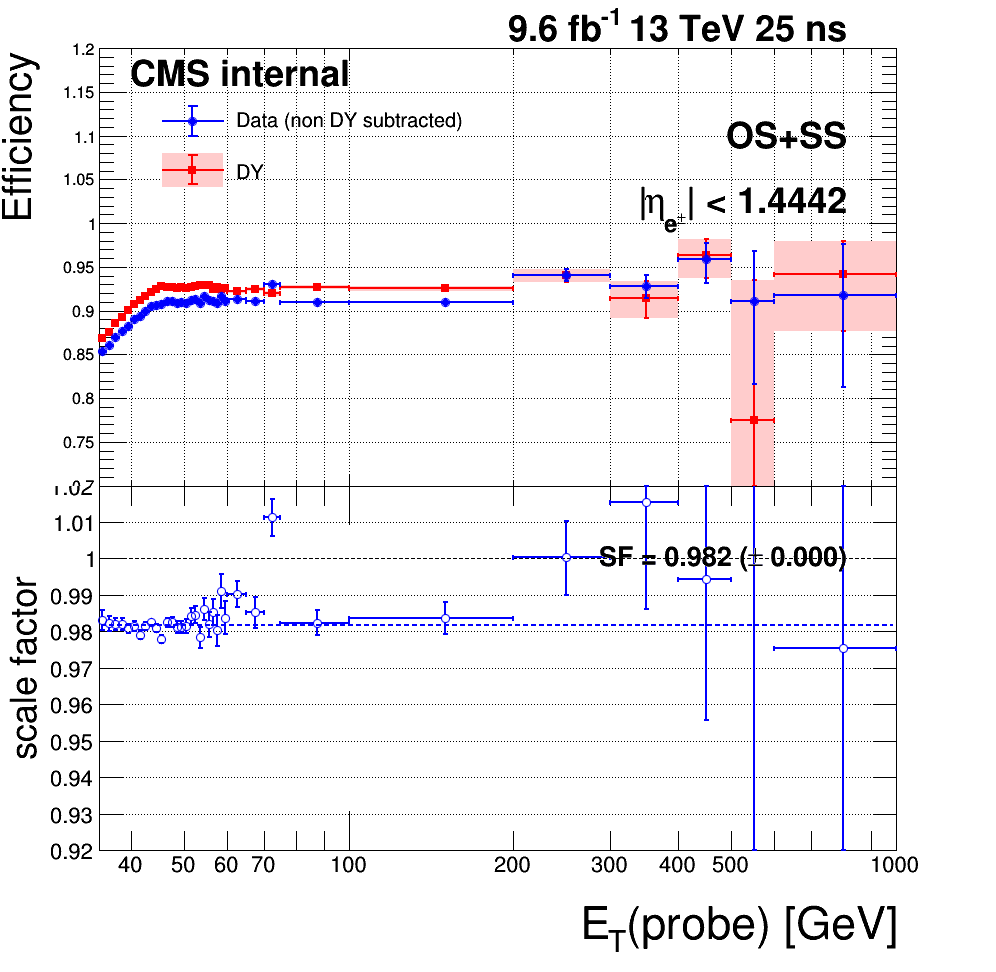 9.6 fb⁻¹ 13 TeV 25 ns
Efficiency
1.2
1.15
1.1
1.05
1
0.95
0.9
0.85
0.8
0.75
CMS internal
Data (non DY subtracted)
DY
OS+SS
|η_e±| < 1.4442
scale factor
1.02
1.01
1
0.99
0.98
0.97
0.96
0.95
0.94
0.93
0.92
SF = 0.982 (± 0.000)
40 50 60 70 100 200 300 400 500 1000
E_T(probe) [GeV]